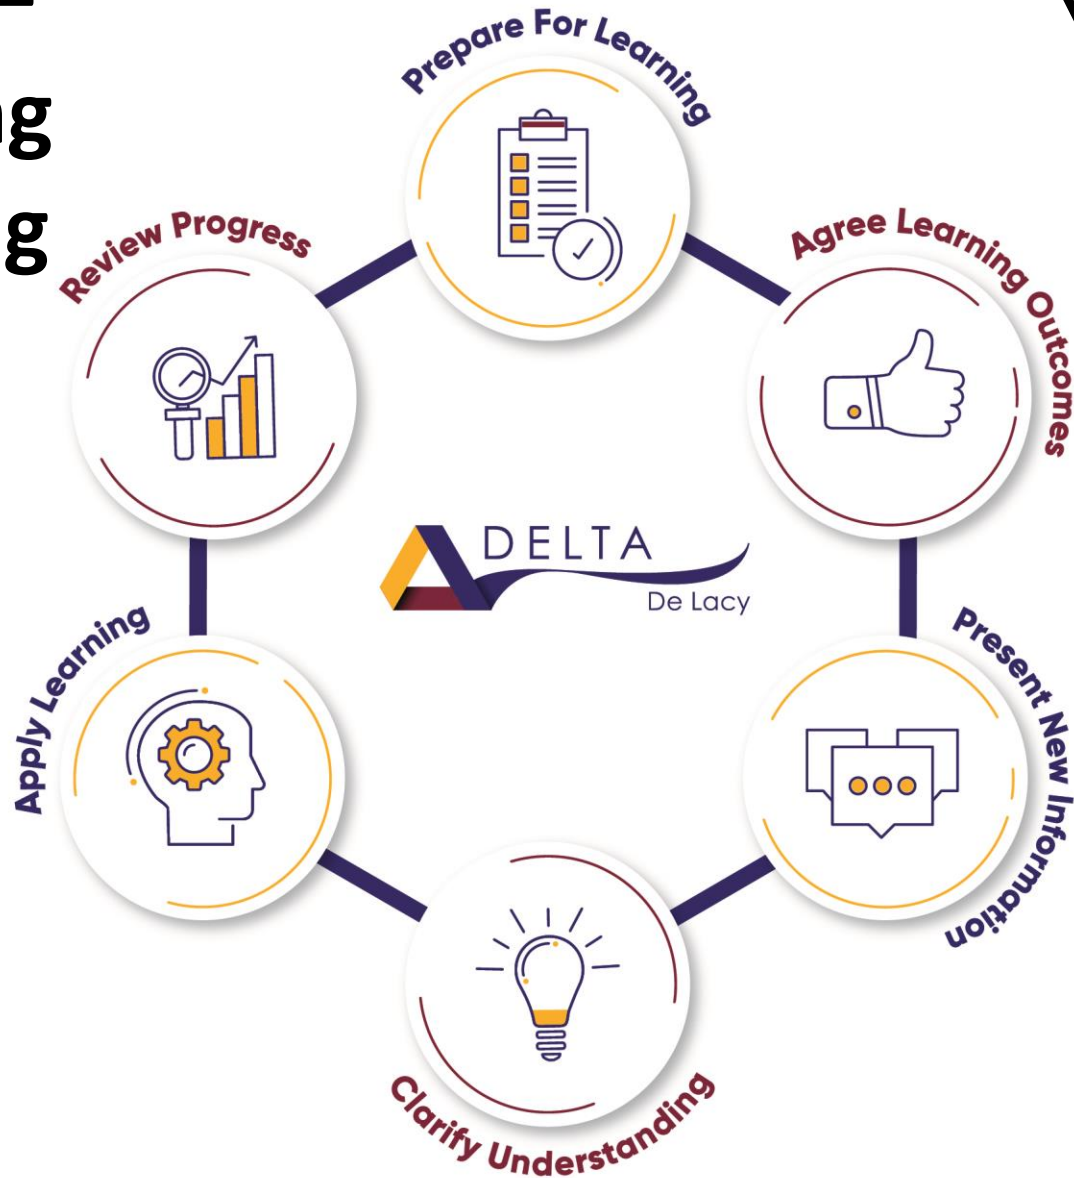 Prepare For Learning
Agree Learning Outcomes
Present New Information
Clarify Understanding
Apply Learning
Review Progress
DELTA
De Lacy